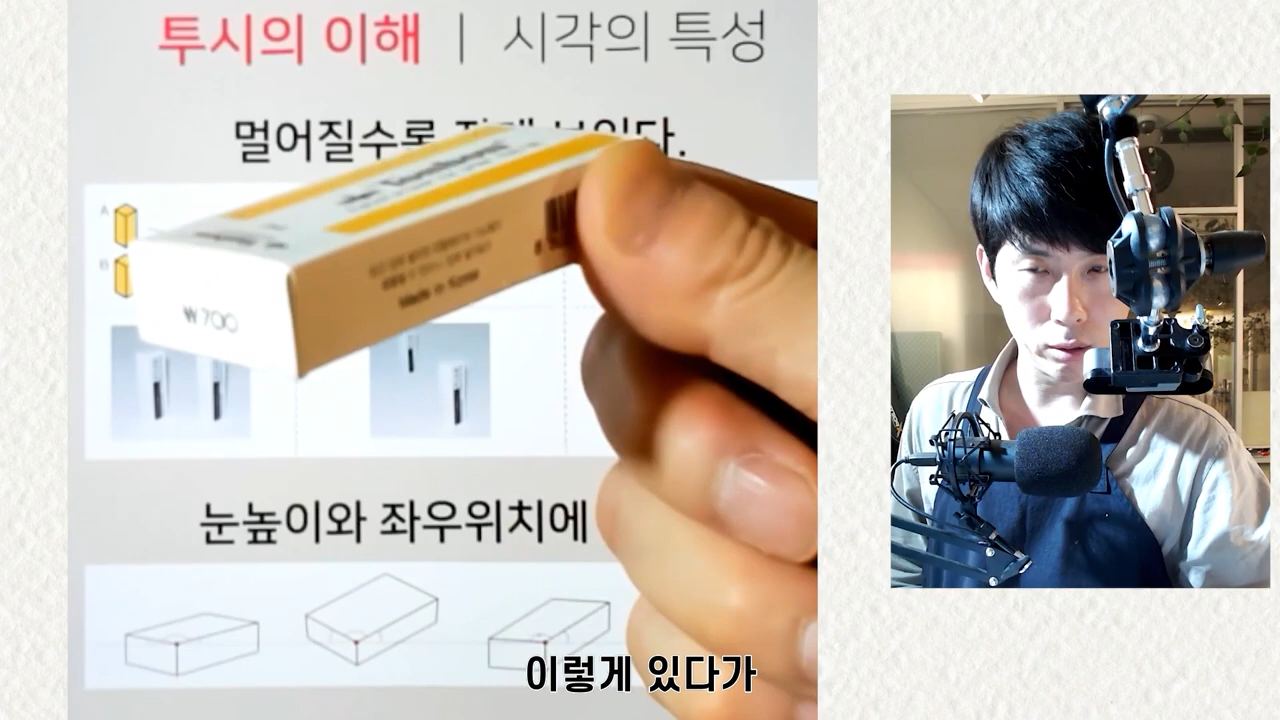 투시의 이해 | 시각의 특성
멀어질수록
다.
A
B
₩700
Made in Korea
눈높이와 좌우위치에
이렇게 있다가